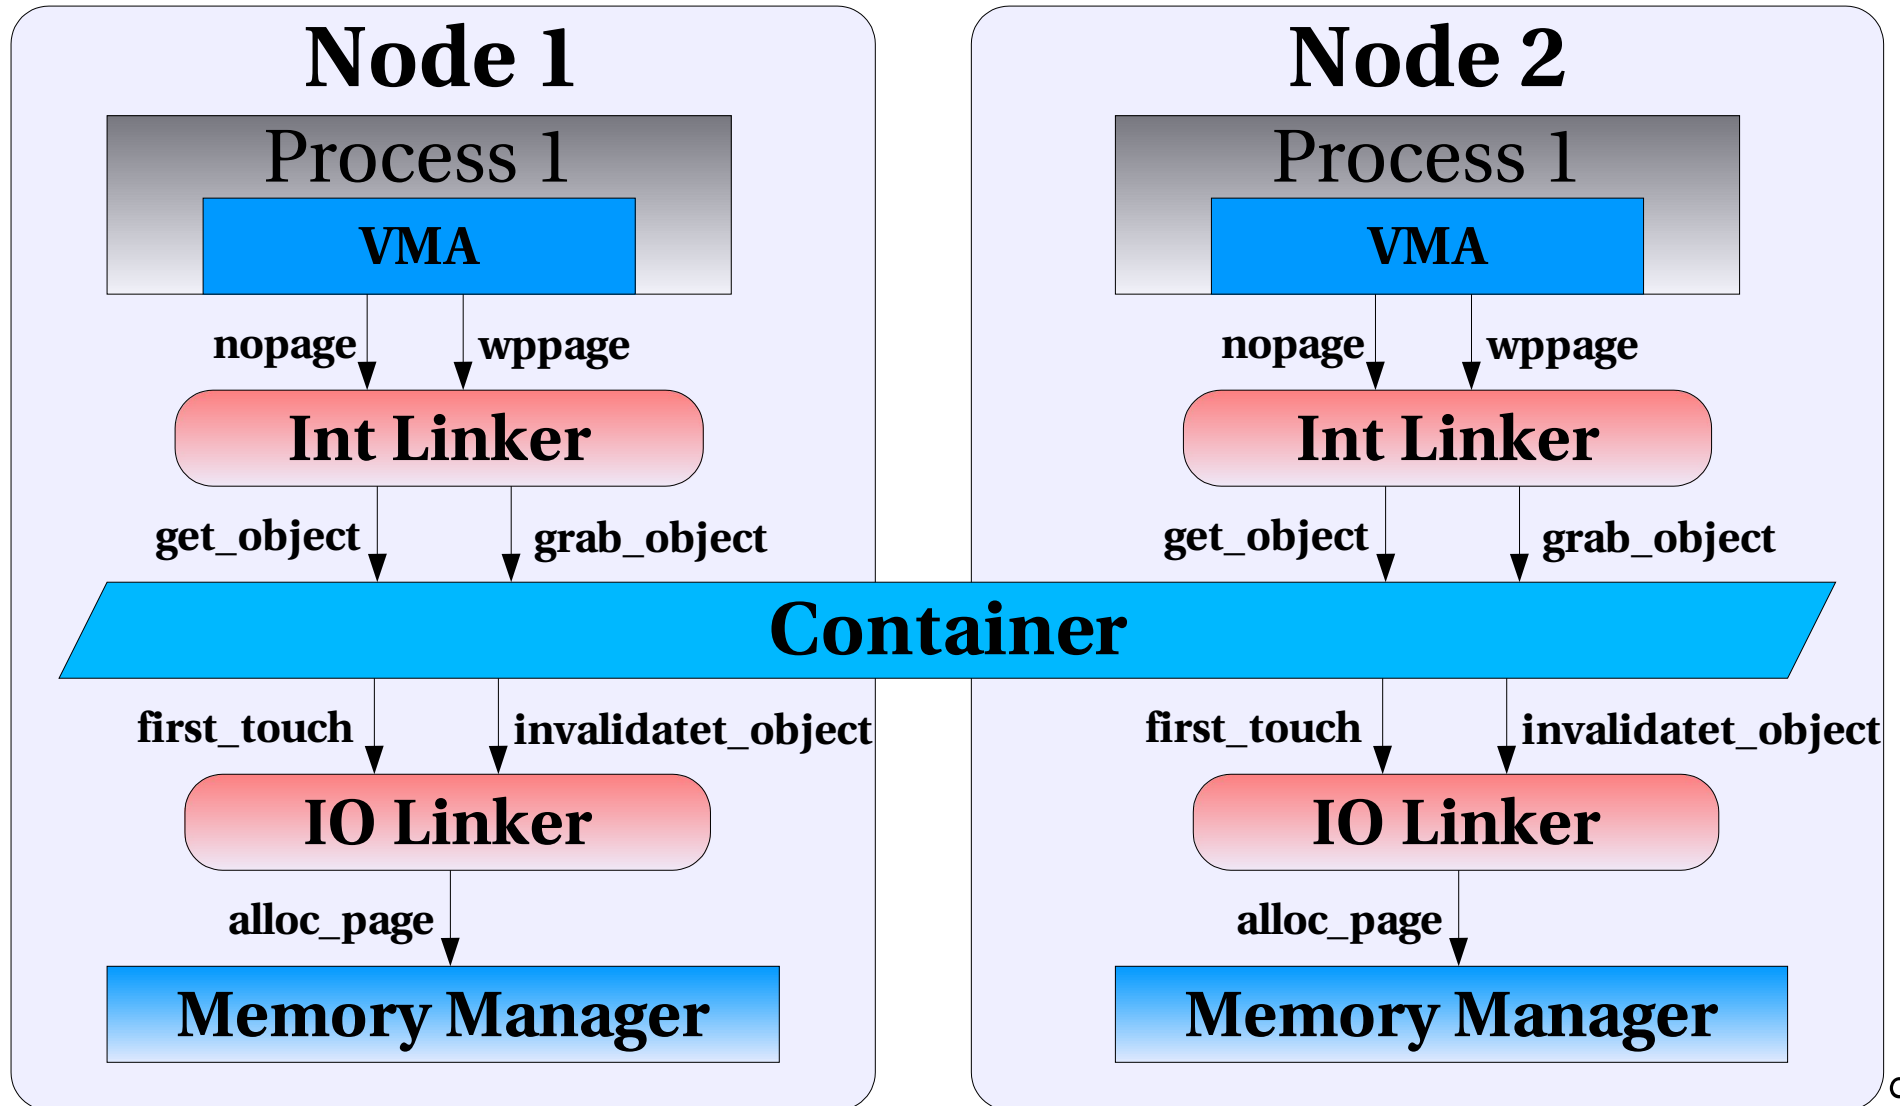 Node 1
Process 1
VMA
nopage
wppage
Int Linker
get_object
grab_object
Node 2
Process 1
VMA
nopage
wppage
Int Linker
get_object
grab_object
Container
first_touch
invalidatet_object
IO Linker
alloc_page
Memory Manager
first_touch
invalidatet_object
IO Linker
alloc_page
Memory Manager